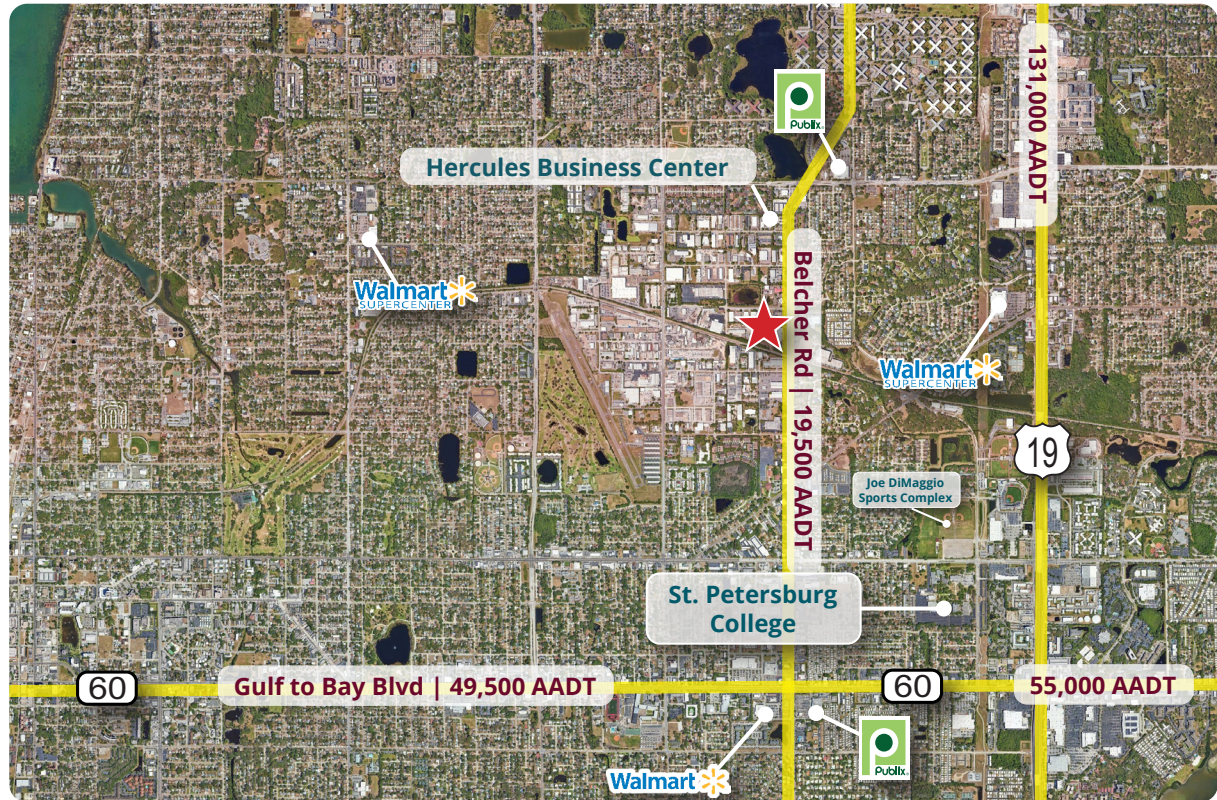 131,000 AADT
Publix
Hercules Business Center
Walmart
SUPERCENTER
Belcher Rd | 19,500 AADT
Walmart
SUPERCENTER
19
Joe DiMaggio
Sports Complex
St. Petersburg
College
60
Gulf to Bay Blvd | 49,500 AADT
60
55,000 AADT
Publix
Walmart